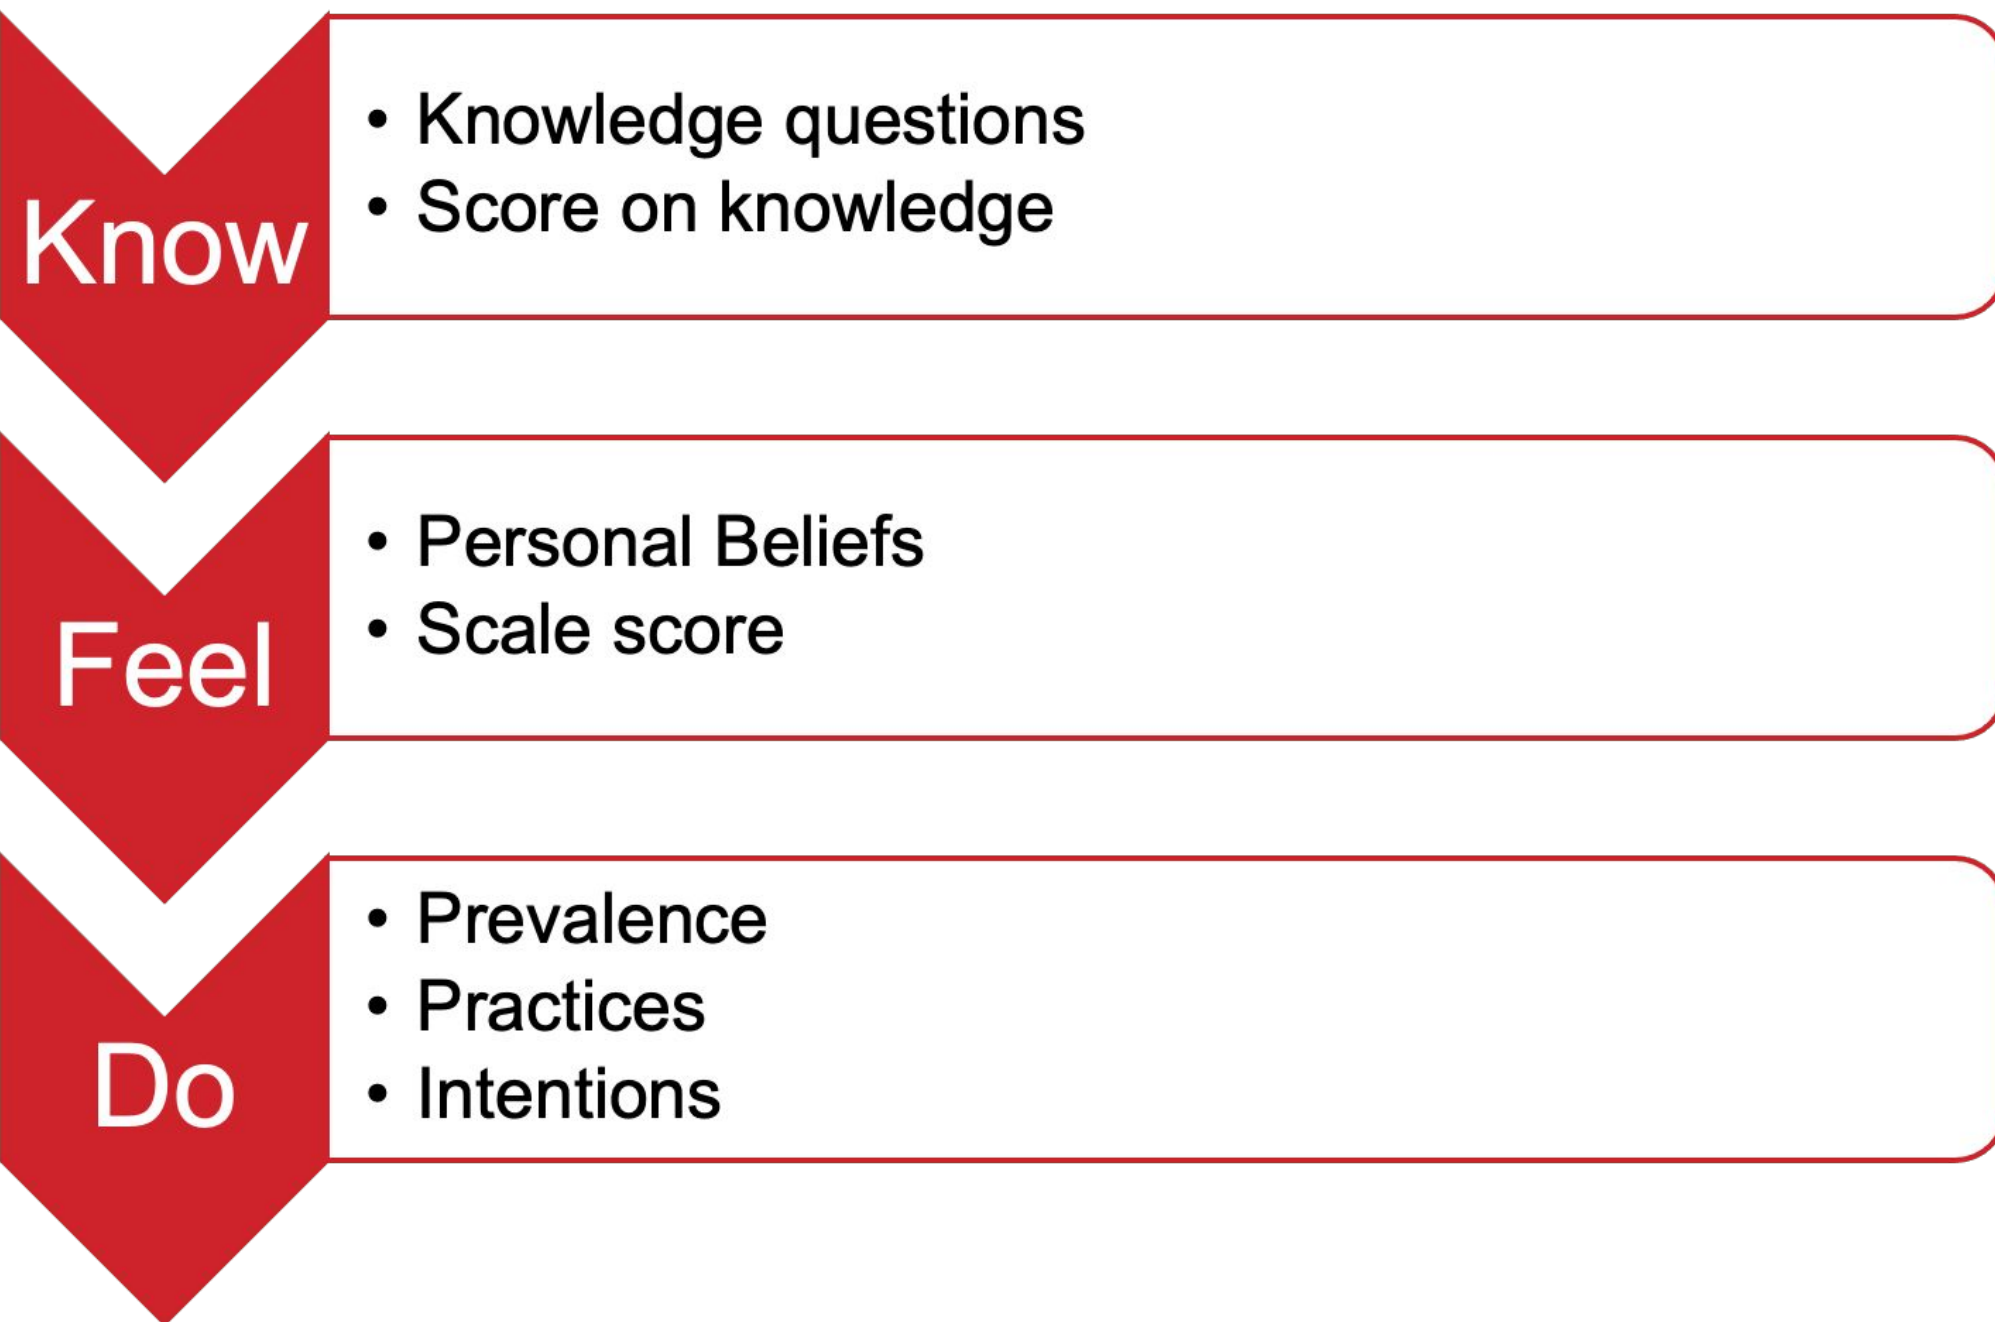 Know
• Knowledge questions
• Score on knowledge
Feel
• Personal Beliefs
• Scale score
Do
• Prevalence
• Practices
• Intentions